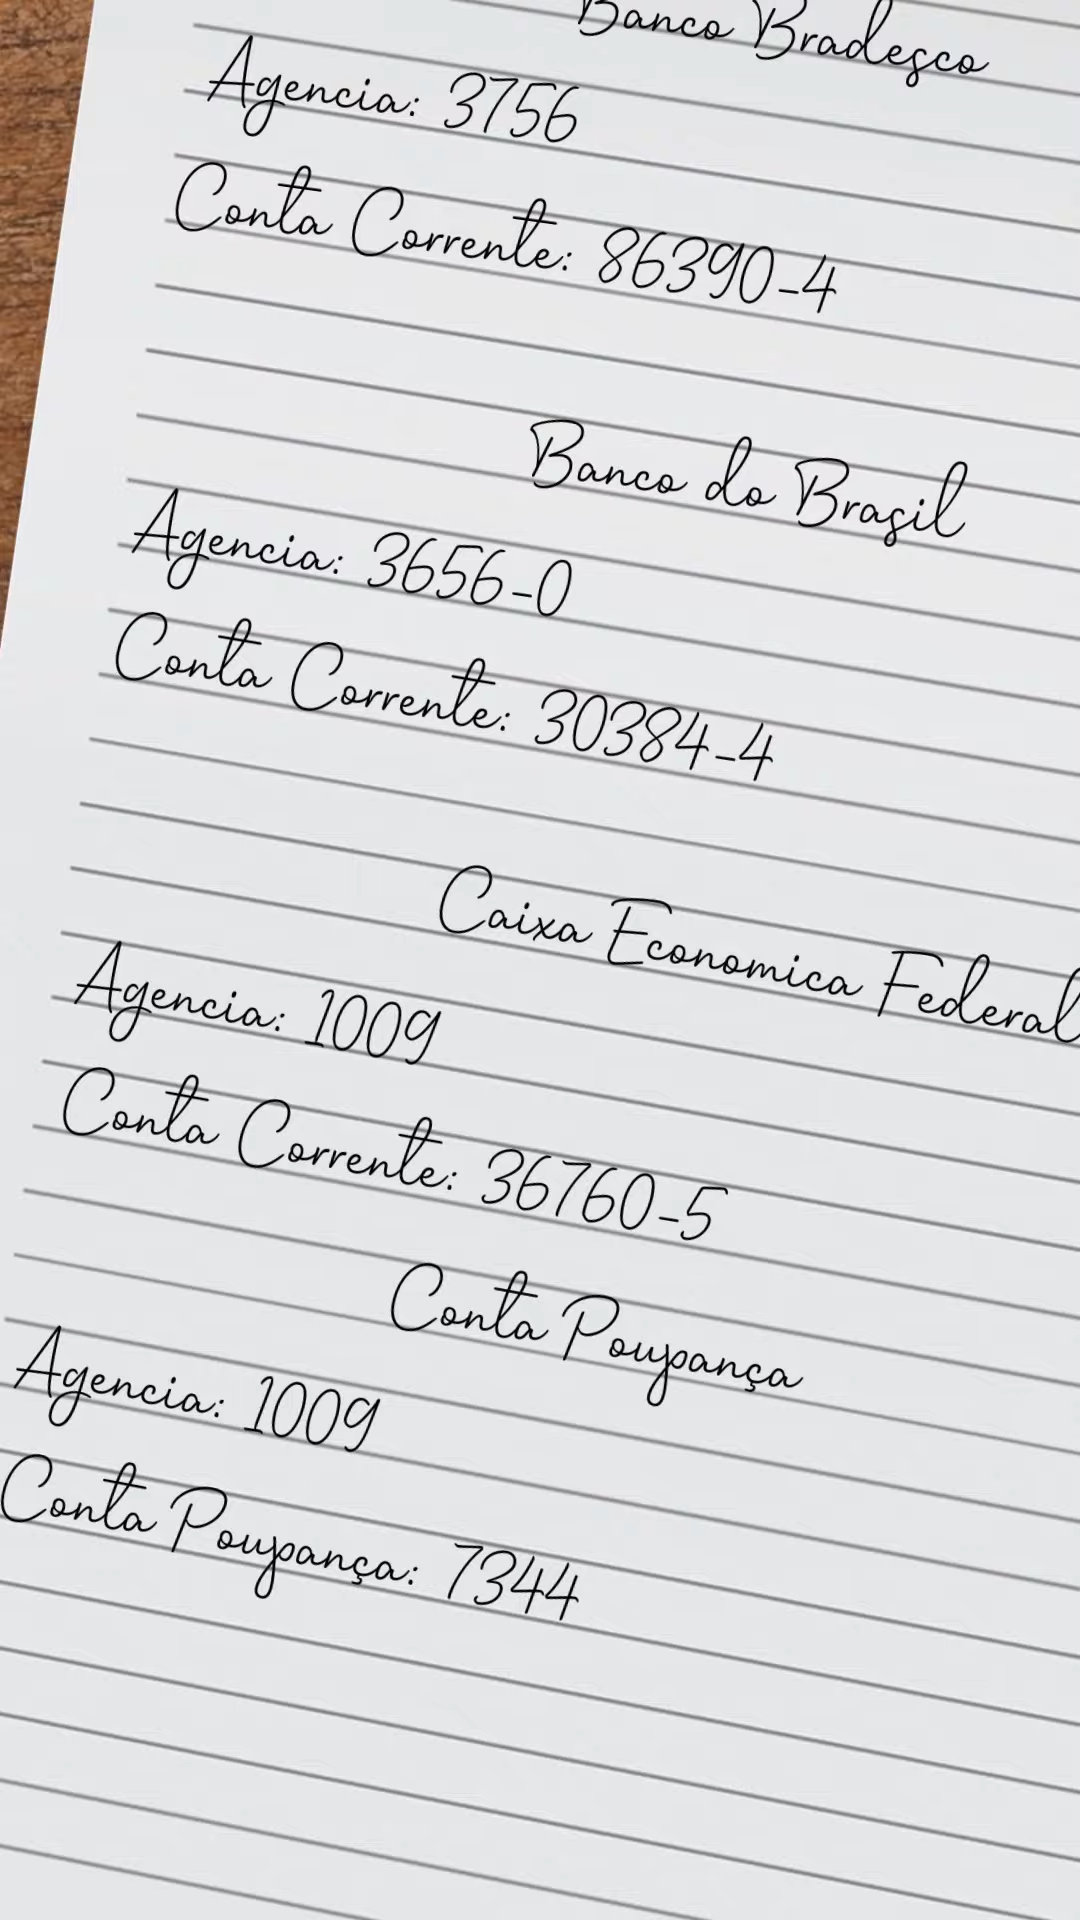 Banco Bradesco
Agencia: 3756
Conta Corrente: 86390-4
Banco do Brasil
Agencia: 3656-0
Conta Corrente: 30384-4
Caixa Economica Federal
Agencia: 1009
Conta Corrente: 36760-5
Conta Poupança
Agencia: 1009
Conta Poupança: 7344